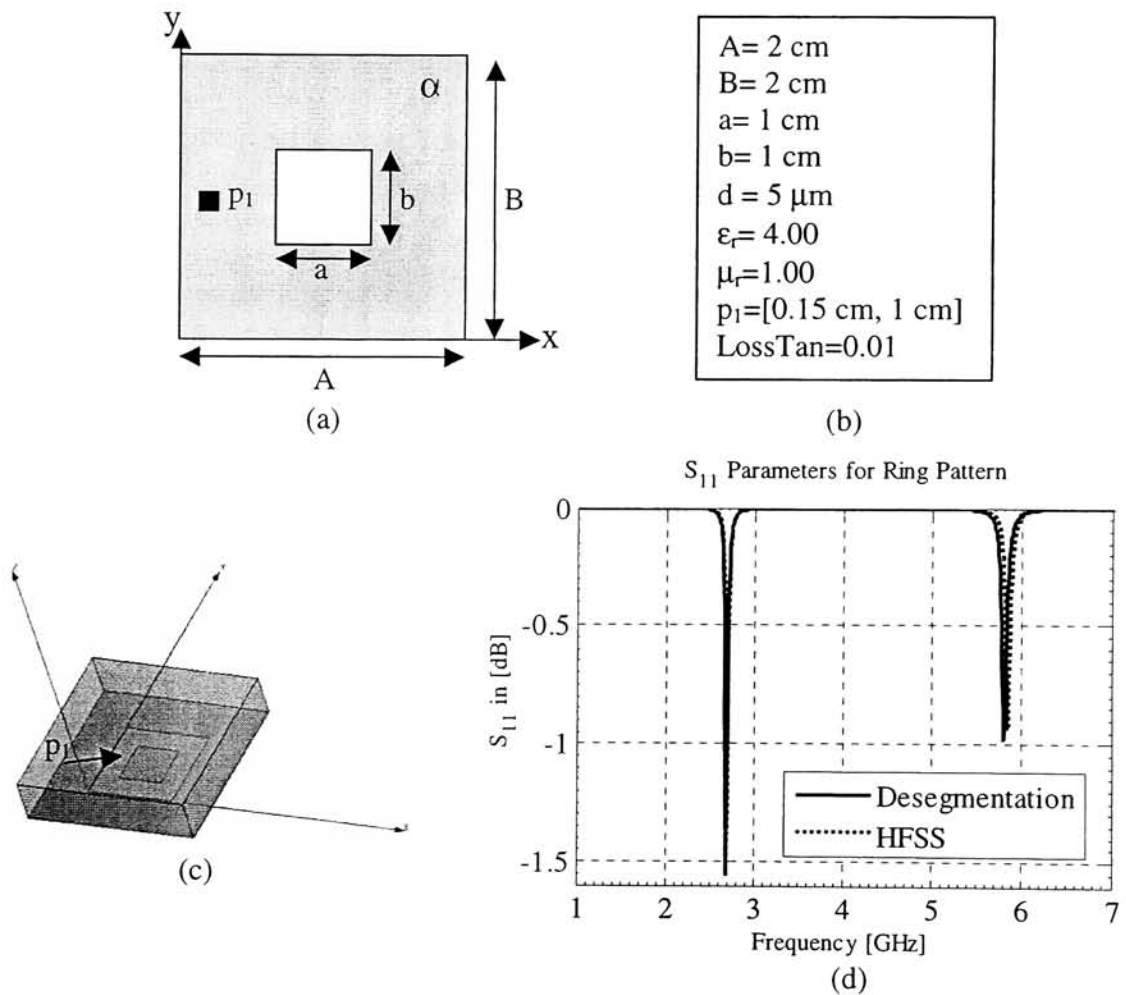 y
α
p₁
b
B
a
x
A
(a)
A= 2 cm
B= 2 cm
a= 1 cm
b= 1 cm
d = 5 μm
εᵣ= 4.00
μᵣ=1.00
p₁=[0.15 cm, 1 cm]
LossTan=0.01
(b)
p₁
(c)
S₁₁ Parameters for Ring Pattern
0
-0.5
-1
-1.5
S₁₁ in [dB]
Desegmentation
HFSS
1 2 3 4 5 6 7
Frequency [GHz]
(d)